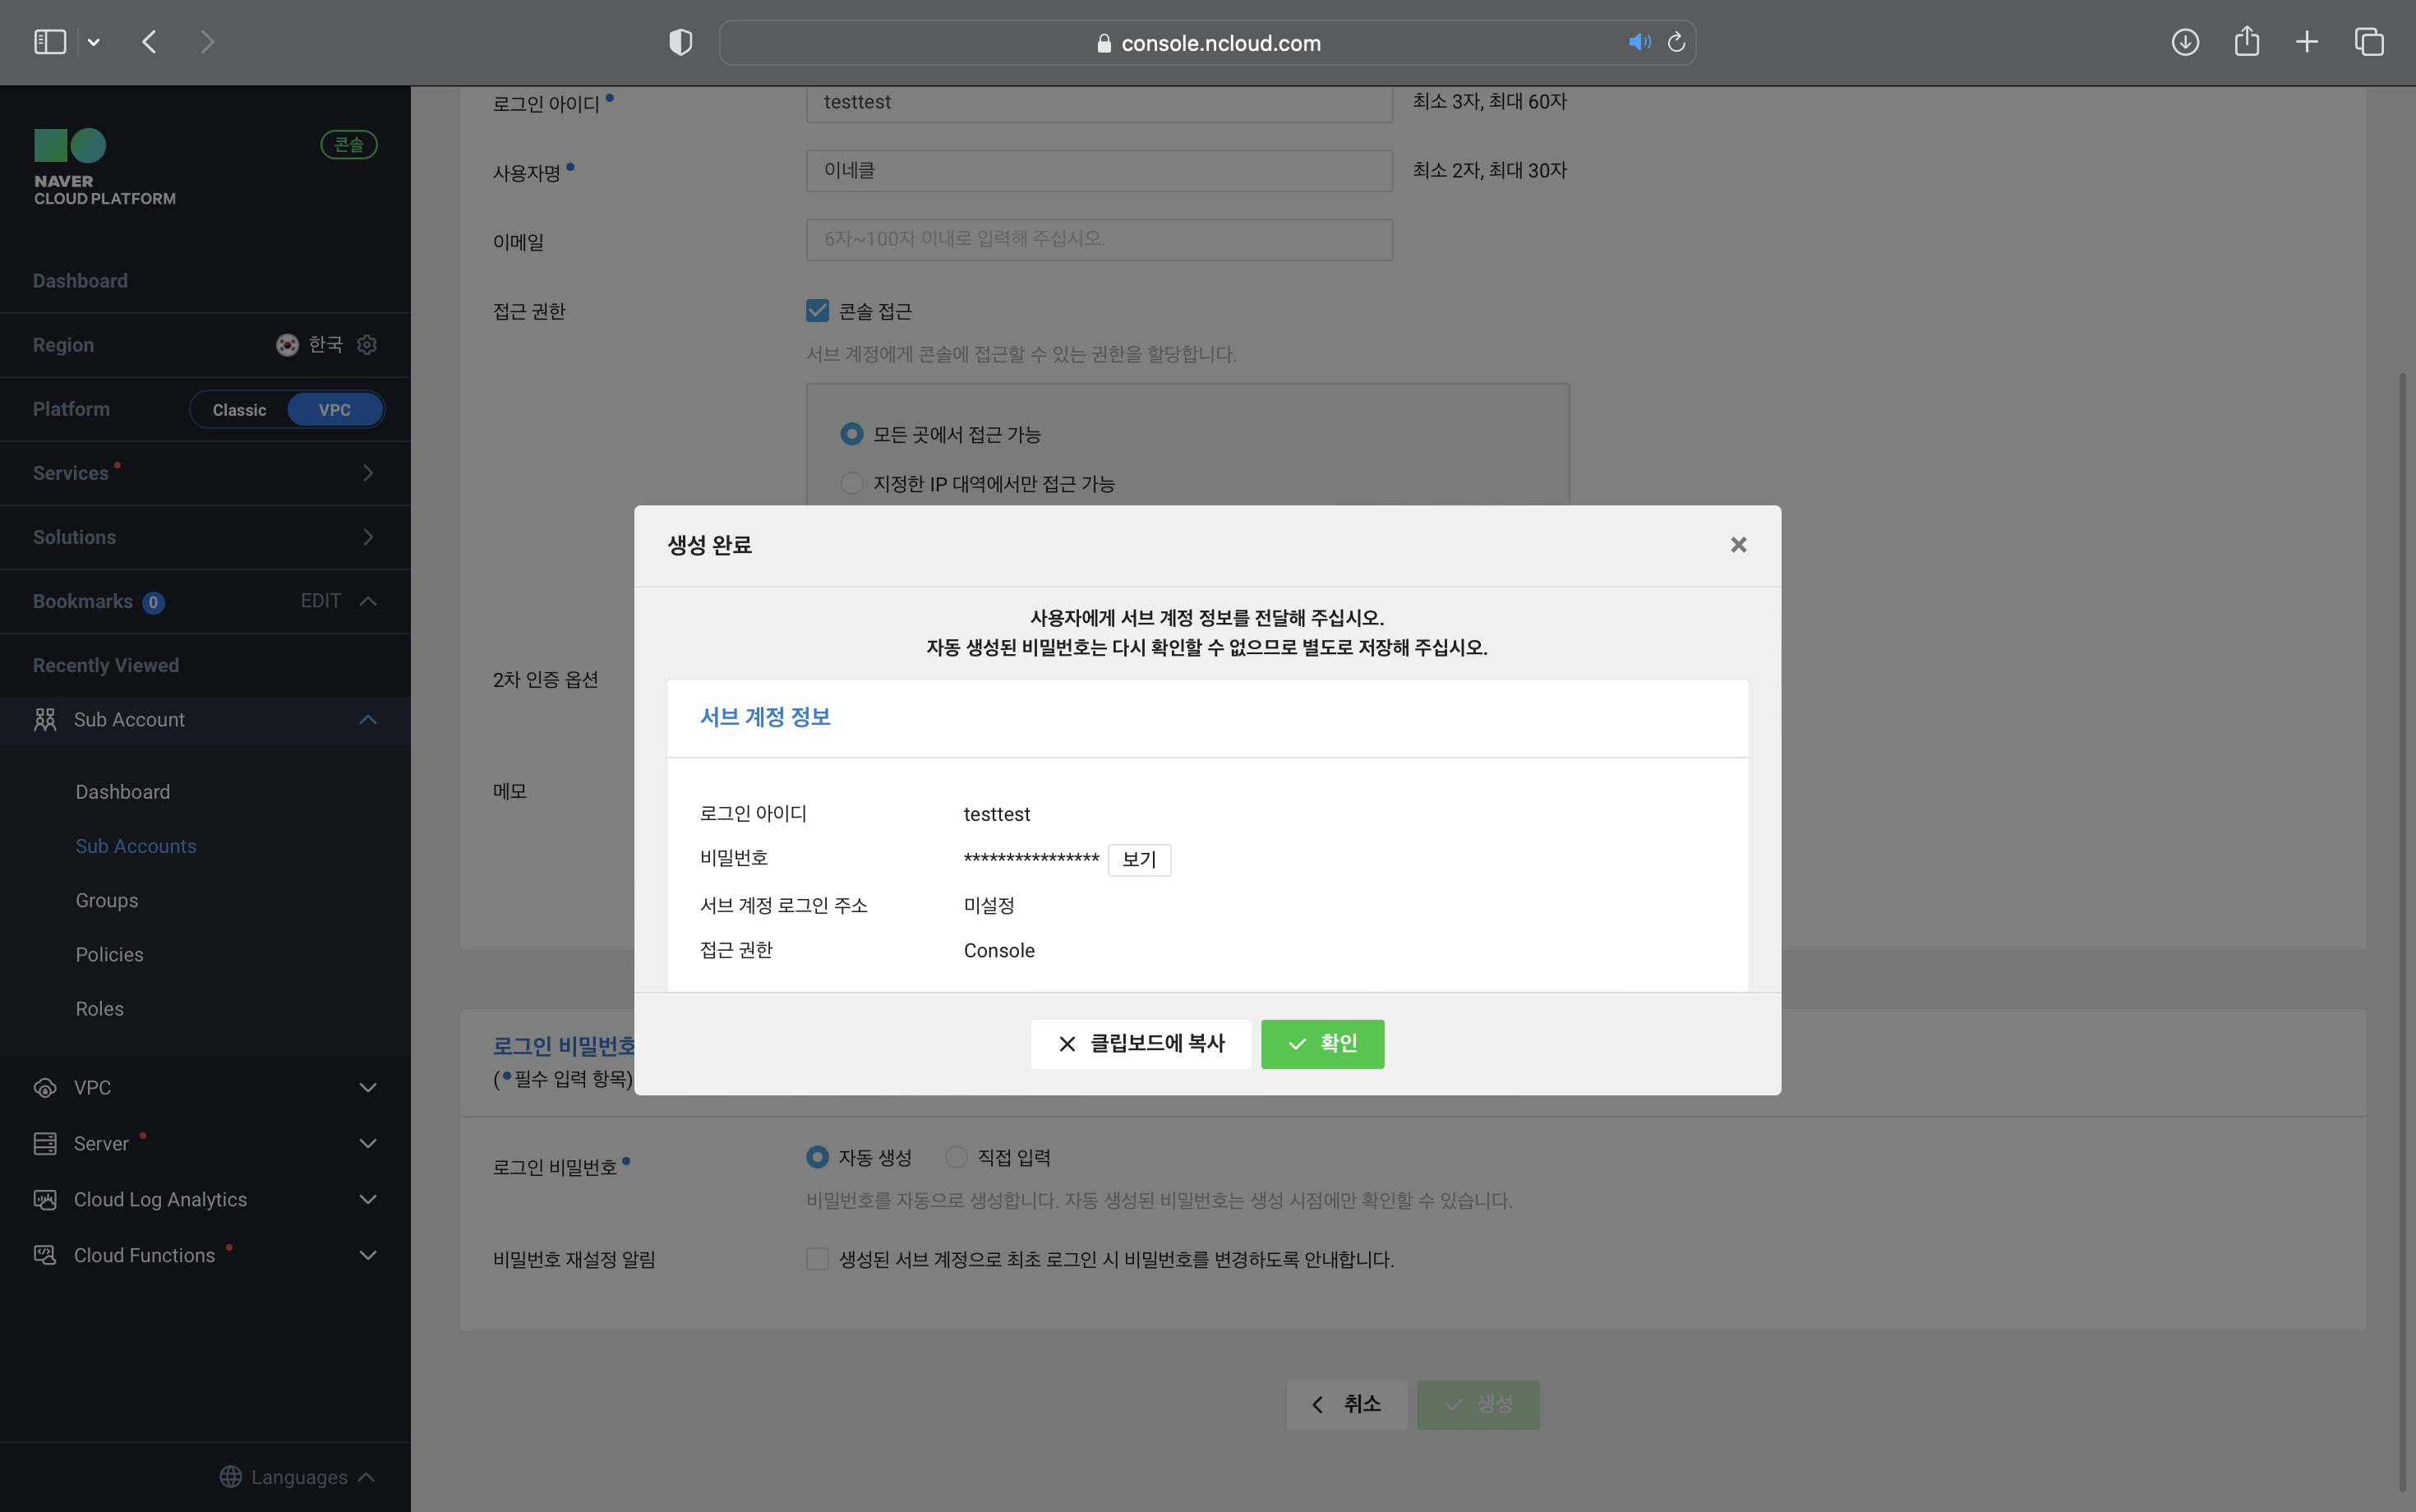 console.ncloud.com
NAVER
CLOUD PLATFORM
콘솔
Dashboard
Region 한국
Platform Classic VPC
Services
Solutions
Bookmarks 0 EDIT
Recently Viewed
Sub Account
Dashboard
Sub Accounts
Groups
Policies
Roles
VPC
Server
Cloud Log Analytics
Cloud Functions
Languages
로그인 아이디 testtest 최소 3자, 최대 60자
사용자명 이네클 최소 2자, 최대 30자
이메일 6자~100자 이내로 입력해 주십시오.
접근 권한 콘솔 접근
서브 계정에게 콘솔에 접근할 수 있는 권한을 할당합니다.
모든 곳에서 접근 가능
지정한 IP 대역에서만 접근 가능
2차 인증 옵션
메모
생성 완료
사용자에게 서브 계정 정보를 전달해 주십시오.
자동 생성된 비밀번호는 다시 확인할 수 없으므로 별도로 저장해 주십시오.
서브 계정 정보
로그인 아이디 testtest
비밀번호 **************** 보기
서브 계정 로그인 주소 미설정
접근 권한 Console
클립보드에 복사 확인
로그인 비밀번호
(•필수 입력 항목)
로그인 비밀번호 자동 생성 직접 입력
비밀번호를 자동으로 생성합니다. 자동 생성된 비밀번호는 생성 시점에만 확인할 수 있습니다.
비밀번호 재설정 알림 생성된 서브 계정으로 최초 로그인 시 비밀번호를 변경하도록 안내합니다.
취소 생성